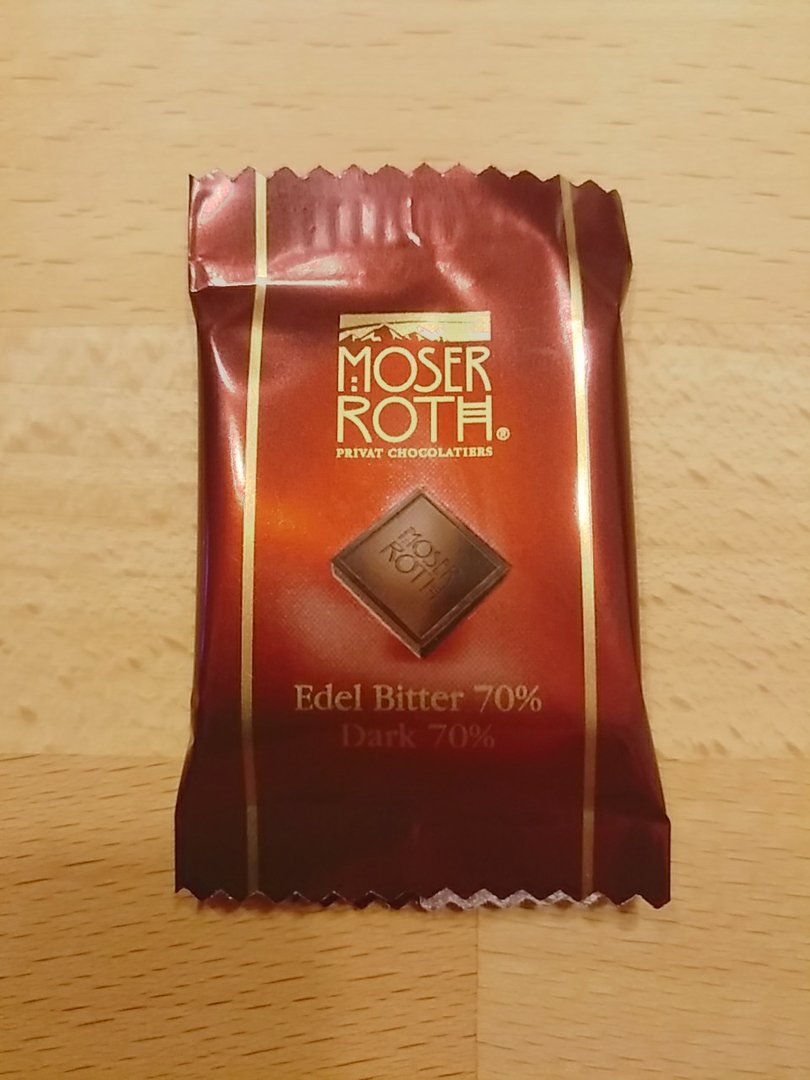 MOSER
ROTH®
PRIVAT CHOCOLATIERS
MOSER
ROTH
Edel Bitter 70%
Dark 70%